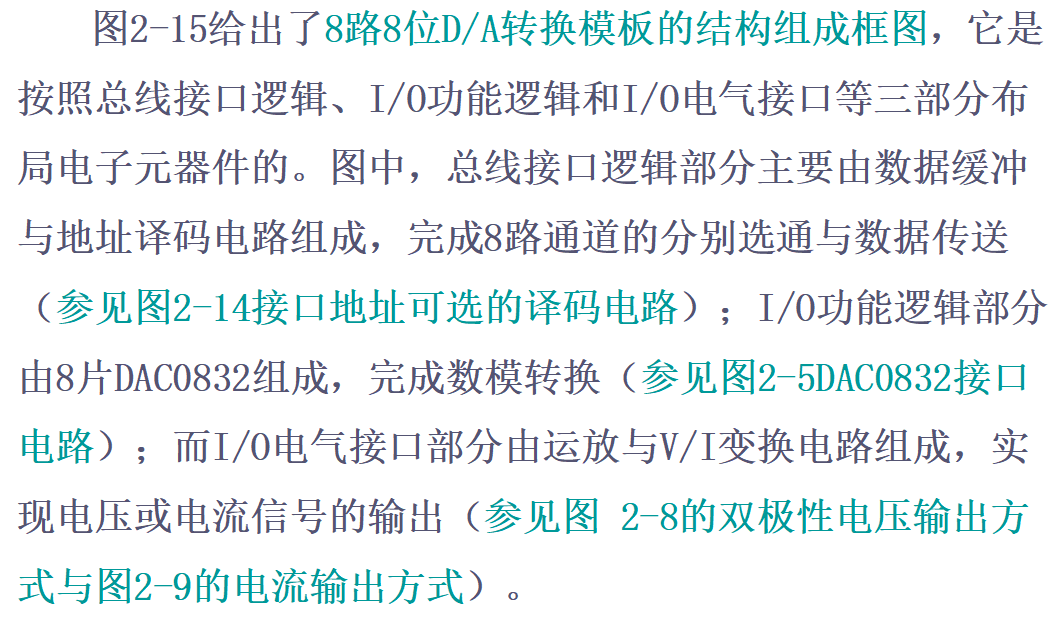 图2-15给出了8路8位D/A转换模板的结构组成框图，它是
按照总线接口逻辑、I/O功能逻辑和I/O电气接口等三部分布
局电子元器件的。图中，总线接口逻辑部分主要由数据缓冲
与地址译码电路组成，完成8路通道的分别选通与数据传送
（参见图2-14接口地址可选的译码电路）；I/O功能逻辑部分
由8片DAC0832组成，完成数模转换（参见图2-5DAC0832接口
电路）；而I/O电气接口部分由运放与V/I变换电路组成，实
现电压或电流信号的输出（参见图 2-8的双极性电压输出方
式与图2-9的电流输出方式）。